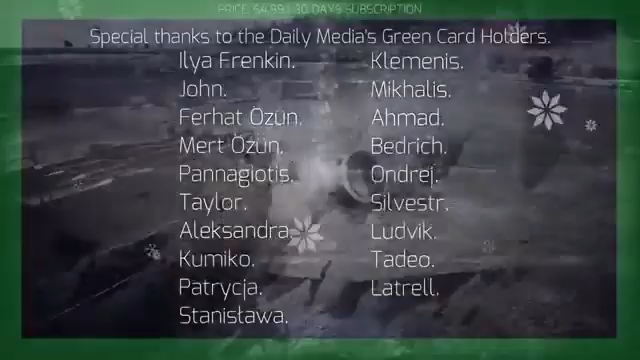 PRICE: $4.99 | 30 DAYS SUBSCRIPTION
Special thanks to the Daily Media's Green Card Holders.
Ilya Frenkin.
John.
Ferhat Özün.
Mert Özün.
Pannagiotis.
Taylor.
Aleksandra.
Kumiko.
Patrycja.
Stanisława.
Klemenis.
Mikhalis.
Ahmad.
Bedrich.
Ondrej.
Silvestr.
Ludvik.
Tadeo.
Latrell.